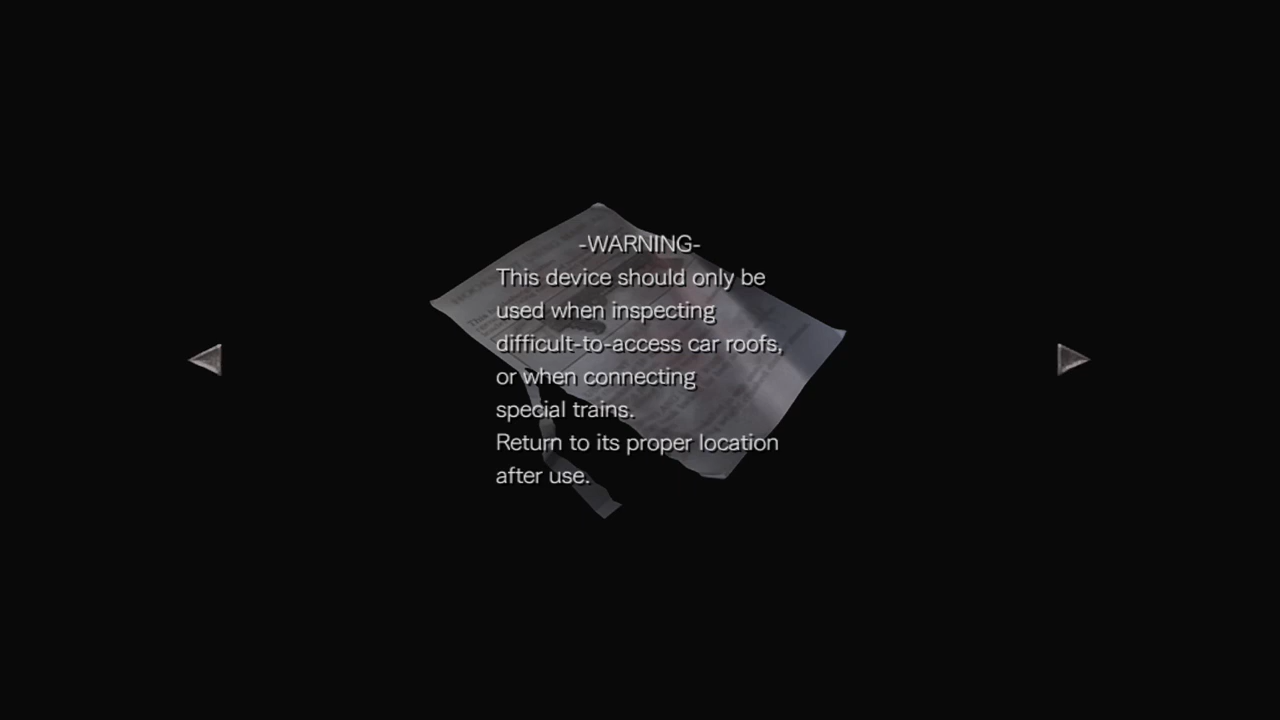 -WARNING-
This device should only be
used when inspecting
difficult-to-access car roofs,
or when connecting
special trains.
Return to its proper location
after use.